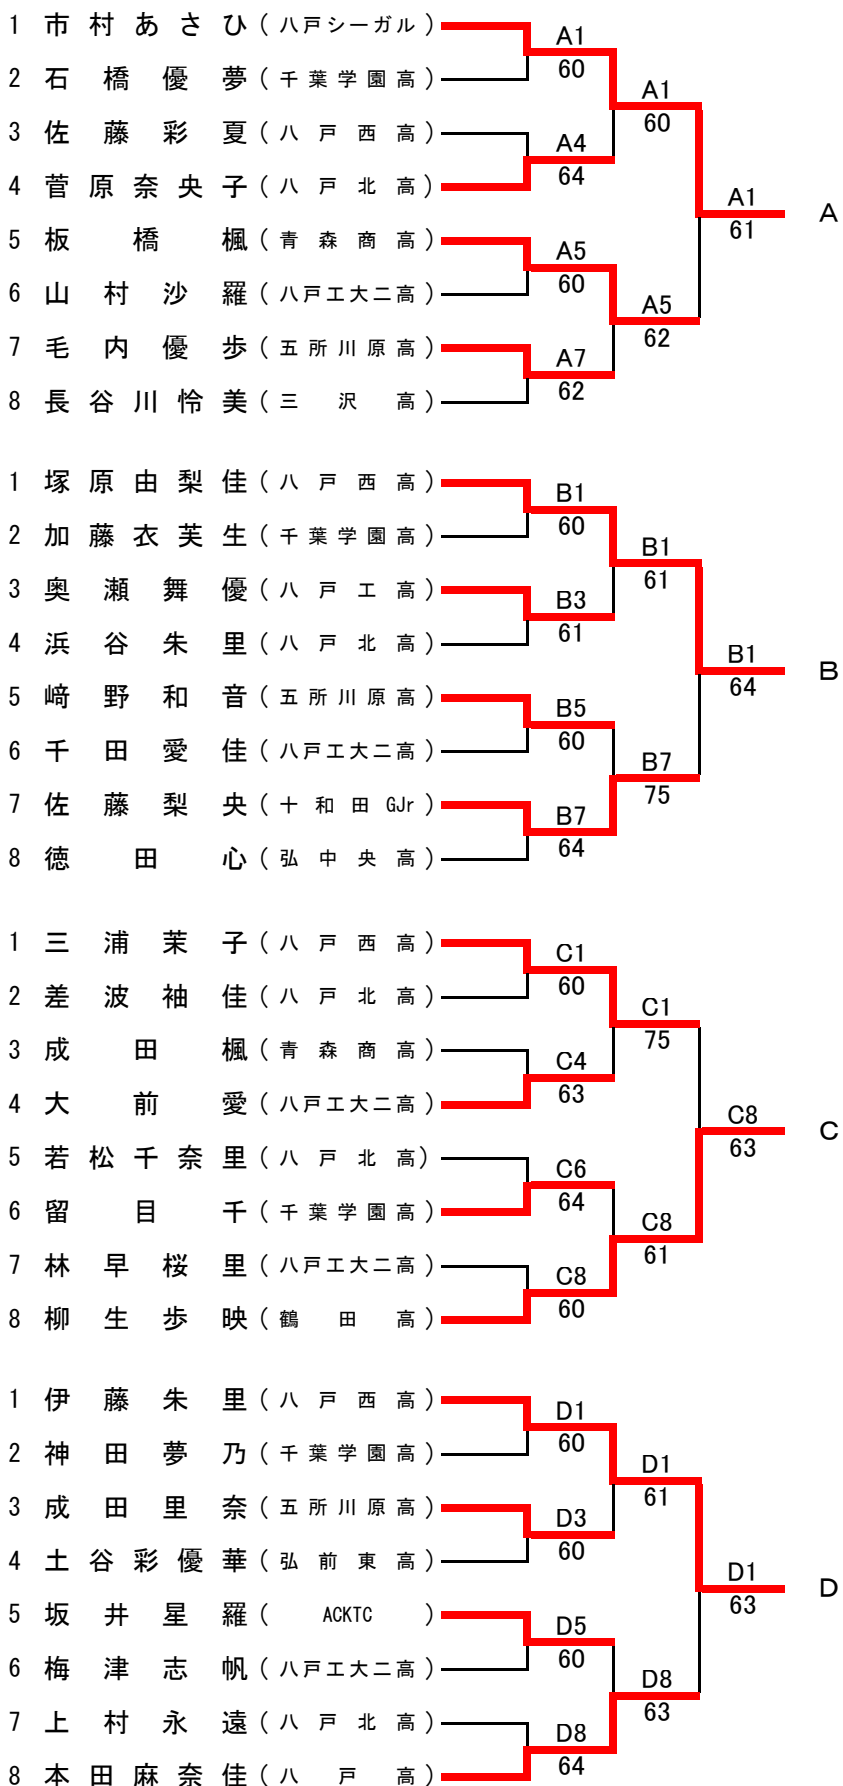 1 市村あさひ（八戸シーガル）
A1
2 石橋優夢（千葉学園高）
60
A1
3 佐藤彩夏（八戸西高）
60
A4
4 菅原奈央子（八戸北高）
64
A1 A
5 板橋楓（青森商高）
61
A5
6 山村沙羅（八戸工大二高）
60
A5
7 毛内優歩（五所川原高）
62
A7
8 長谷川怜美（三沢高）
62
1 塚原由梨佳（八戸西高）
B1
2 加藤衣芙生（千葉学園高）
60
B1
3 奥瀬舞優（八戸工高）
61
B3
4 浜谷朱里（八戸北高）
61
B1 B
5 﨑野和音（五所川原高）
64
B5
6 千田愛佳（八戸工大二高）
60
B7
7 佐藤梨央（十和田GJr）
75
B7
8 徳田心（弘中央高）
64
1 三浦茉子（八戸西高）
C1
2 差波袖佳（八戸北高）
60
C1
3 成田楓（青森商高）
75
C4
4 大前愛（八戸工大二高）
63
C8 C
5 若松千奈里（八戸北高）
63
C6
6 留目千（千葉学園高）
64
C8
7 林早桜里（八戸工大二高）
61
C8
8 柳生歩映（鶴田高）
60
1 伊藤朱里（八戸西高）
D1
2 神田夢乃（千葉学園高）
60
D1
3 成田里奈（五所川原高）
61
D3
4 土谷彩優華（弘前東高）
60
D1 D
5 坂井星羅（ACKTC）
63
D5
6 梅津志帆（八戸工大二高）
60
D8
7 上村永遠（八戸北高）
63
D8
8 本田麻奈佳（八戸高）
64